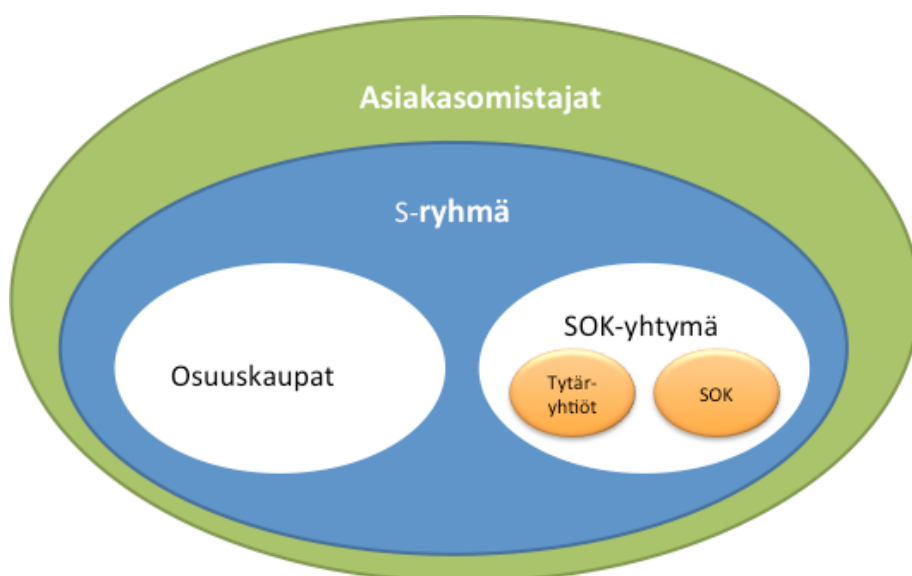 Asiakasomistajat
S-ryhmä
SOK-yhtymä
Osuuskaupat
Tytär-
yhtiöt
SOK